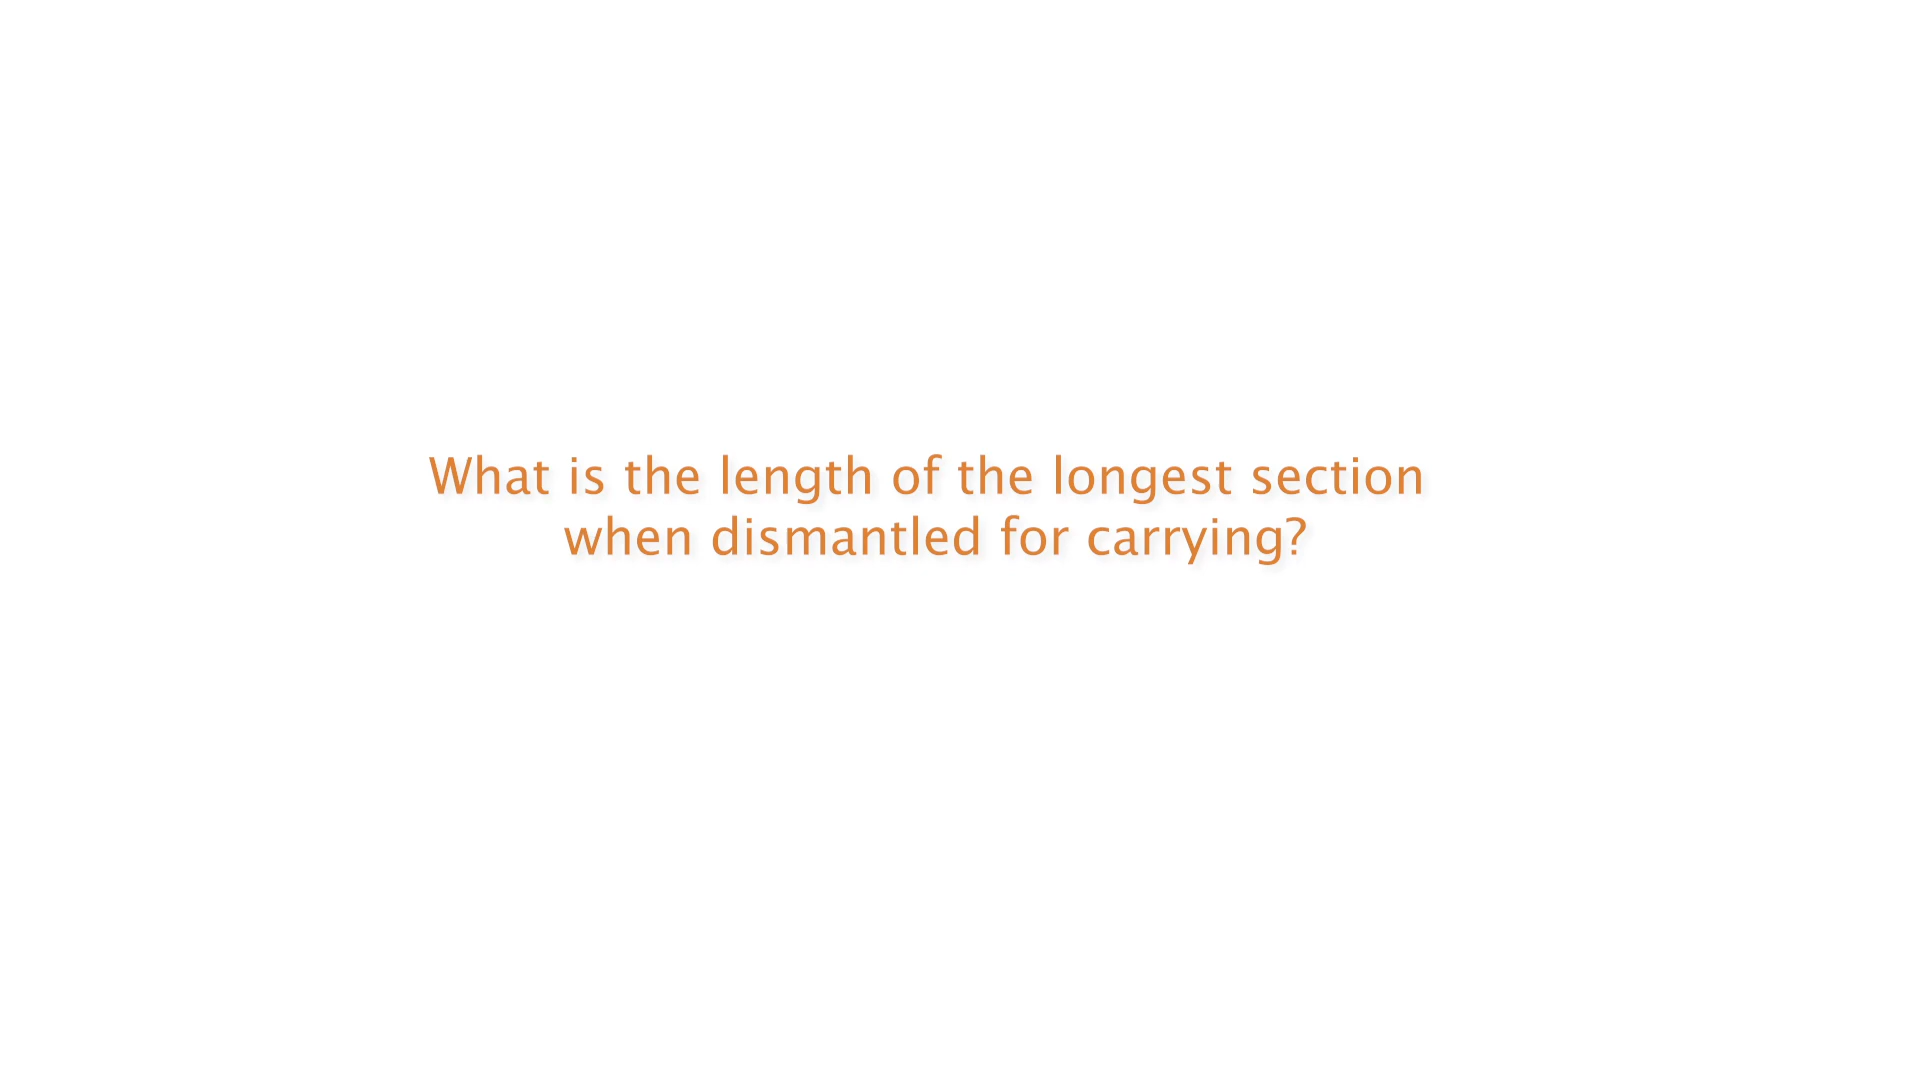 What is the length of the longest section
when dismantled for carrying?